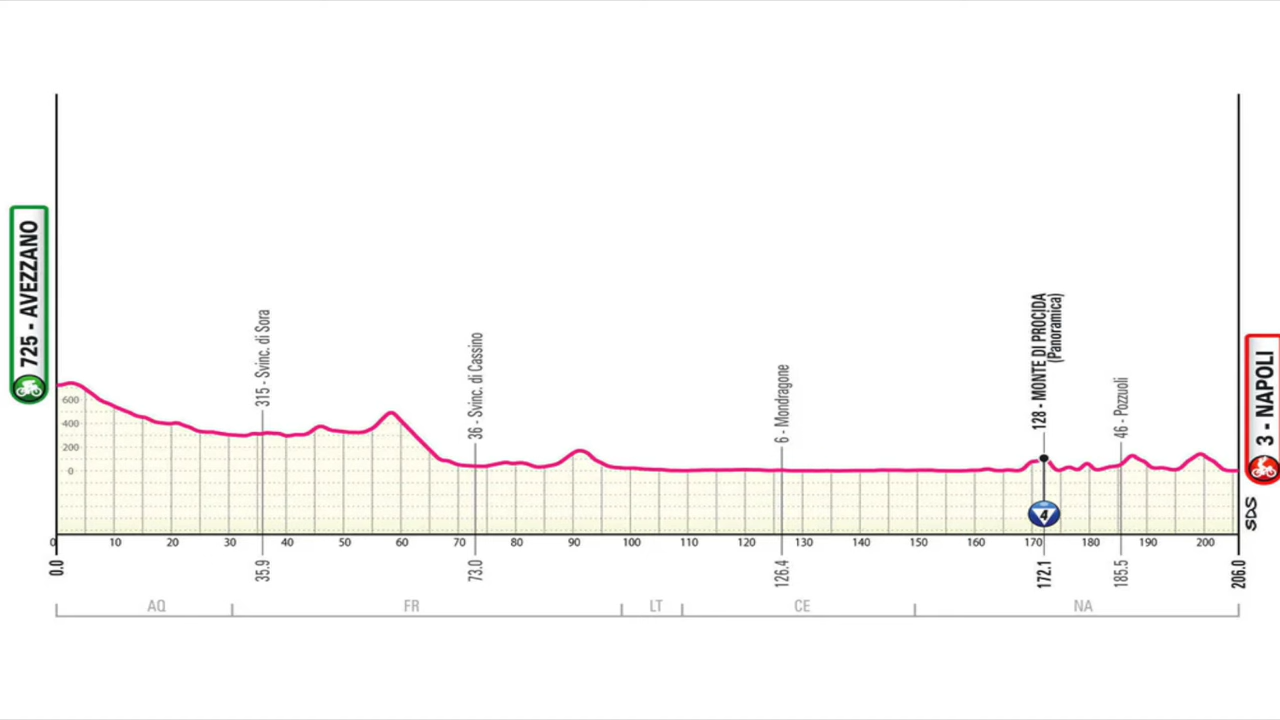 725 - AVEZZANO
315 - Svinc. di Sora
36 - Svinc. di Cassino
6 - Mondragone
128 - MONTE DI PROCIDA
(Panoramica)
46 - Pozzuoli
3 - NAPOLI
600
400
200
0
4
SDS
0 10 20 30 40 50 60 70 80 90 100 110 120 130 140 150 160 170 180 190 200
0.0 35.9 73.0 126.4 172.1 185.5 206.0
AQ FR LT CE NA